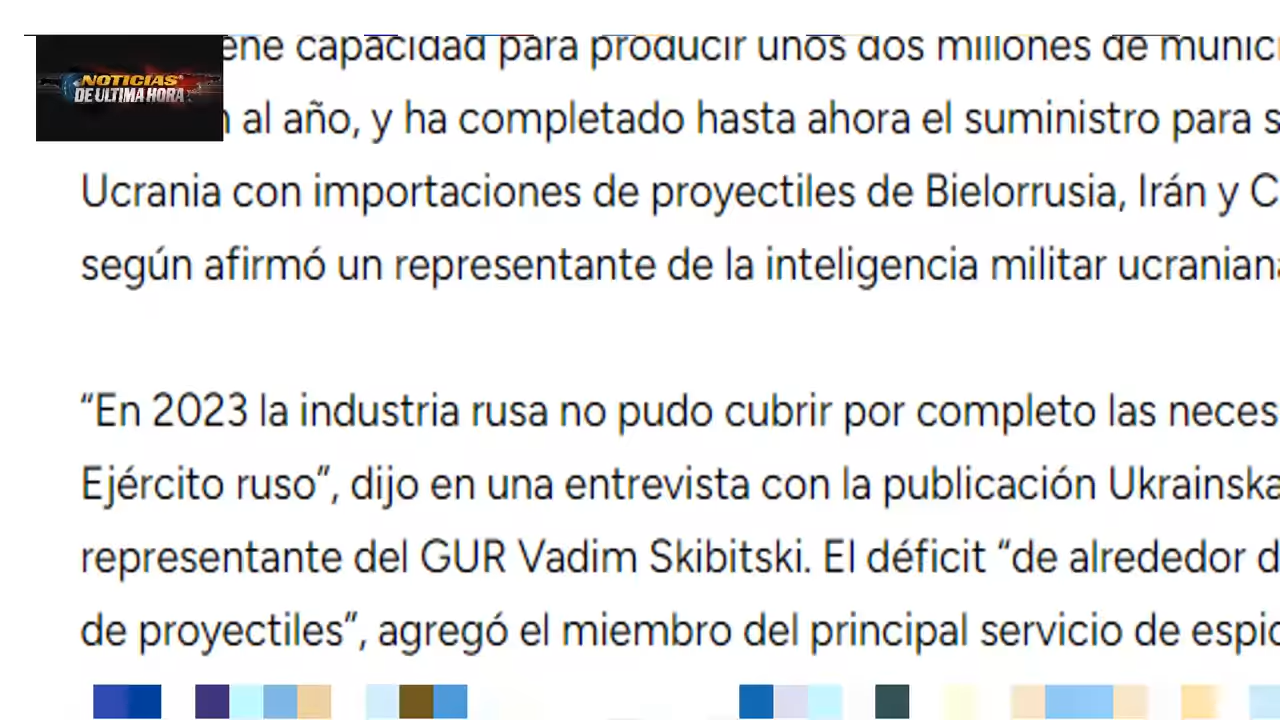 NOTICIAS
DE ULTIMA HORA
capacidad para producir unos dos millones de
al año, y ha completado hasta ahora el suministro para
Ucrania con importaciones de proyectiles de Bielorrusia, Irán y
según afirmó un representante de la inteligencia militar
“En 2023 la industria rusa no pudo cubrir por completo las
Ejército ruso”, dijo en una entrevista con la publicación Ukrainska
representante del GUR Vadim Skibitski. El déficit “de alrededor
de proyectiles”, agregó el miembro del principal servicio de